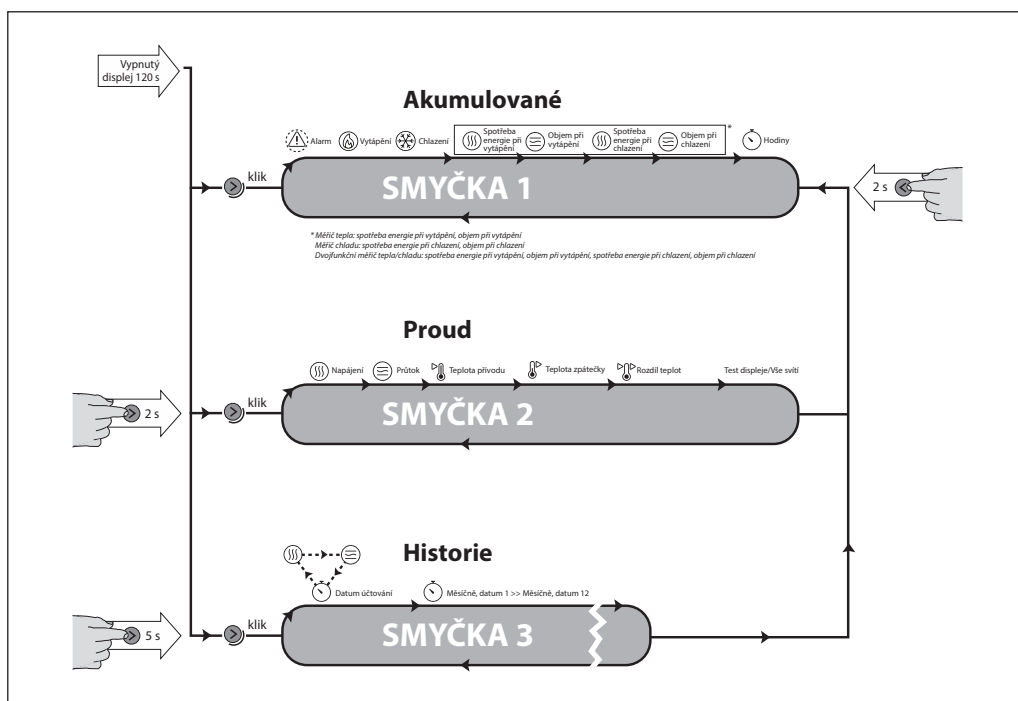 Vypnutý
displej 120 s
Akumulované
Alarm
Vytápění
Chlazení
Spotřeba
energie při
vytápění
Objem při
vytápění
Spotřeba
energie při
chlazení
Objem při
chlazení
*
Hodiny
klik
SMYČKA 1
2 s
* Měřič tepla: spotřeba energie při vytápění, objem při vytápění
Měřič chladu: spotřeba energie při chlazení, objem při chlazení
Dvojfunkční měřič tepla/chladu: spotřeba energie při vytápění, objem při vytápění, spotřeba energie při chlazení, objem při chlazení
Proud
Napájení
Průtok
Teplota přívodu
Teplota zpátečky
Rozdíl teplot
Test displeje/Vše svítí
2 s
klik
SMYČKA 2
Historie
Datum účtování
Měsíčně, datum 1 >> Měsíčně, datum 12
5 s
klik
SMYČKA 3